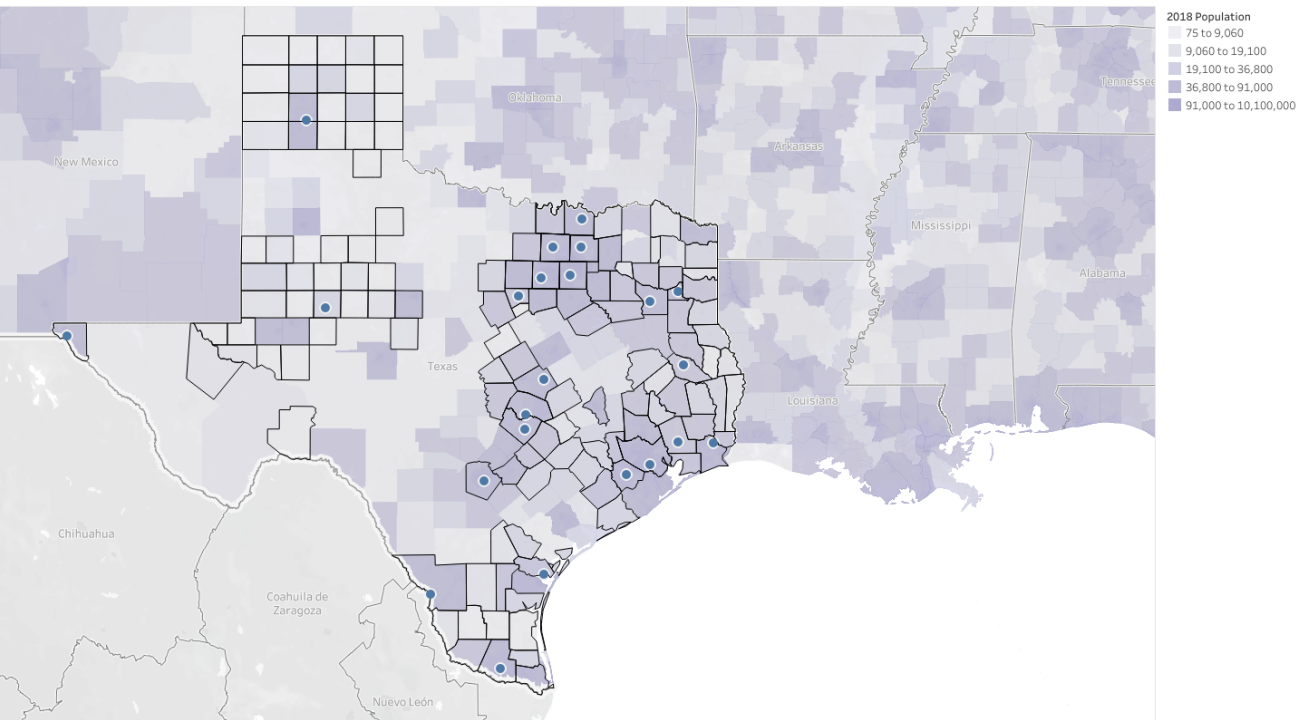 2018 Population
75 to 9,060
9,060 to 19,100
19,100 to 36,800
36,800 to 91,000
91,000 to 10,100,000
Tennessee
Oklahoma
Arkansas
New Mexico
Mississippi
Alabama
Texas
Louisiana
Chihuahua
Coahuila de
Zaragoza
Nuevo León